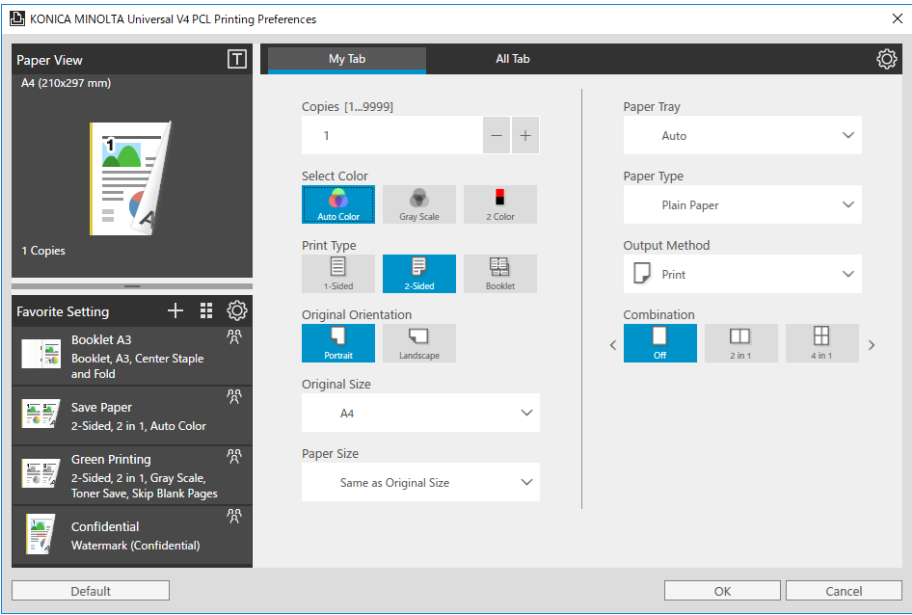 KONICA MINOLTA Universal V4 PCL Printing Preferences
Paper View
T
A4 (210x297 mm)
1
A
1 Copies
Favorite Setting
Booklet A3
Booklet, A3, Center Staple
and Fold
Save Paper
2-Sided, 2 in 1, Auto Color
Green Printing
2-Sided, 2 in 1, Gray Scale,
Toner Save, Skip Blank Pages
Confidential
Watermark (Confidential)
My Tab
All Tab
Copies [1...9999]
1
Select Color
Auto Color
Gray Scale
2 Color
Print Type
1-Sided
2-Sided
Booklet
Original Orientation
Portrait
Landscape
Original Size
A4
Paper Size
Same as Original Size
Paper Tray
Auto
Paper Type
Plain Paper
Output Method
Print
Combination
Off
2 in 1
4 in 1
Default
OK
Cancel